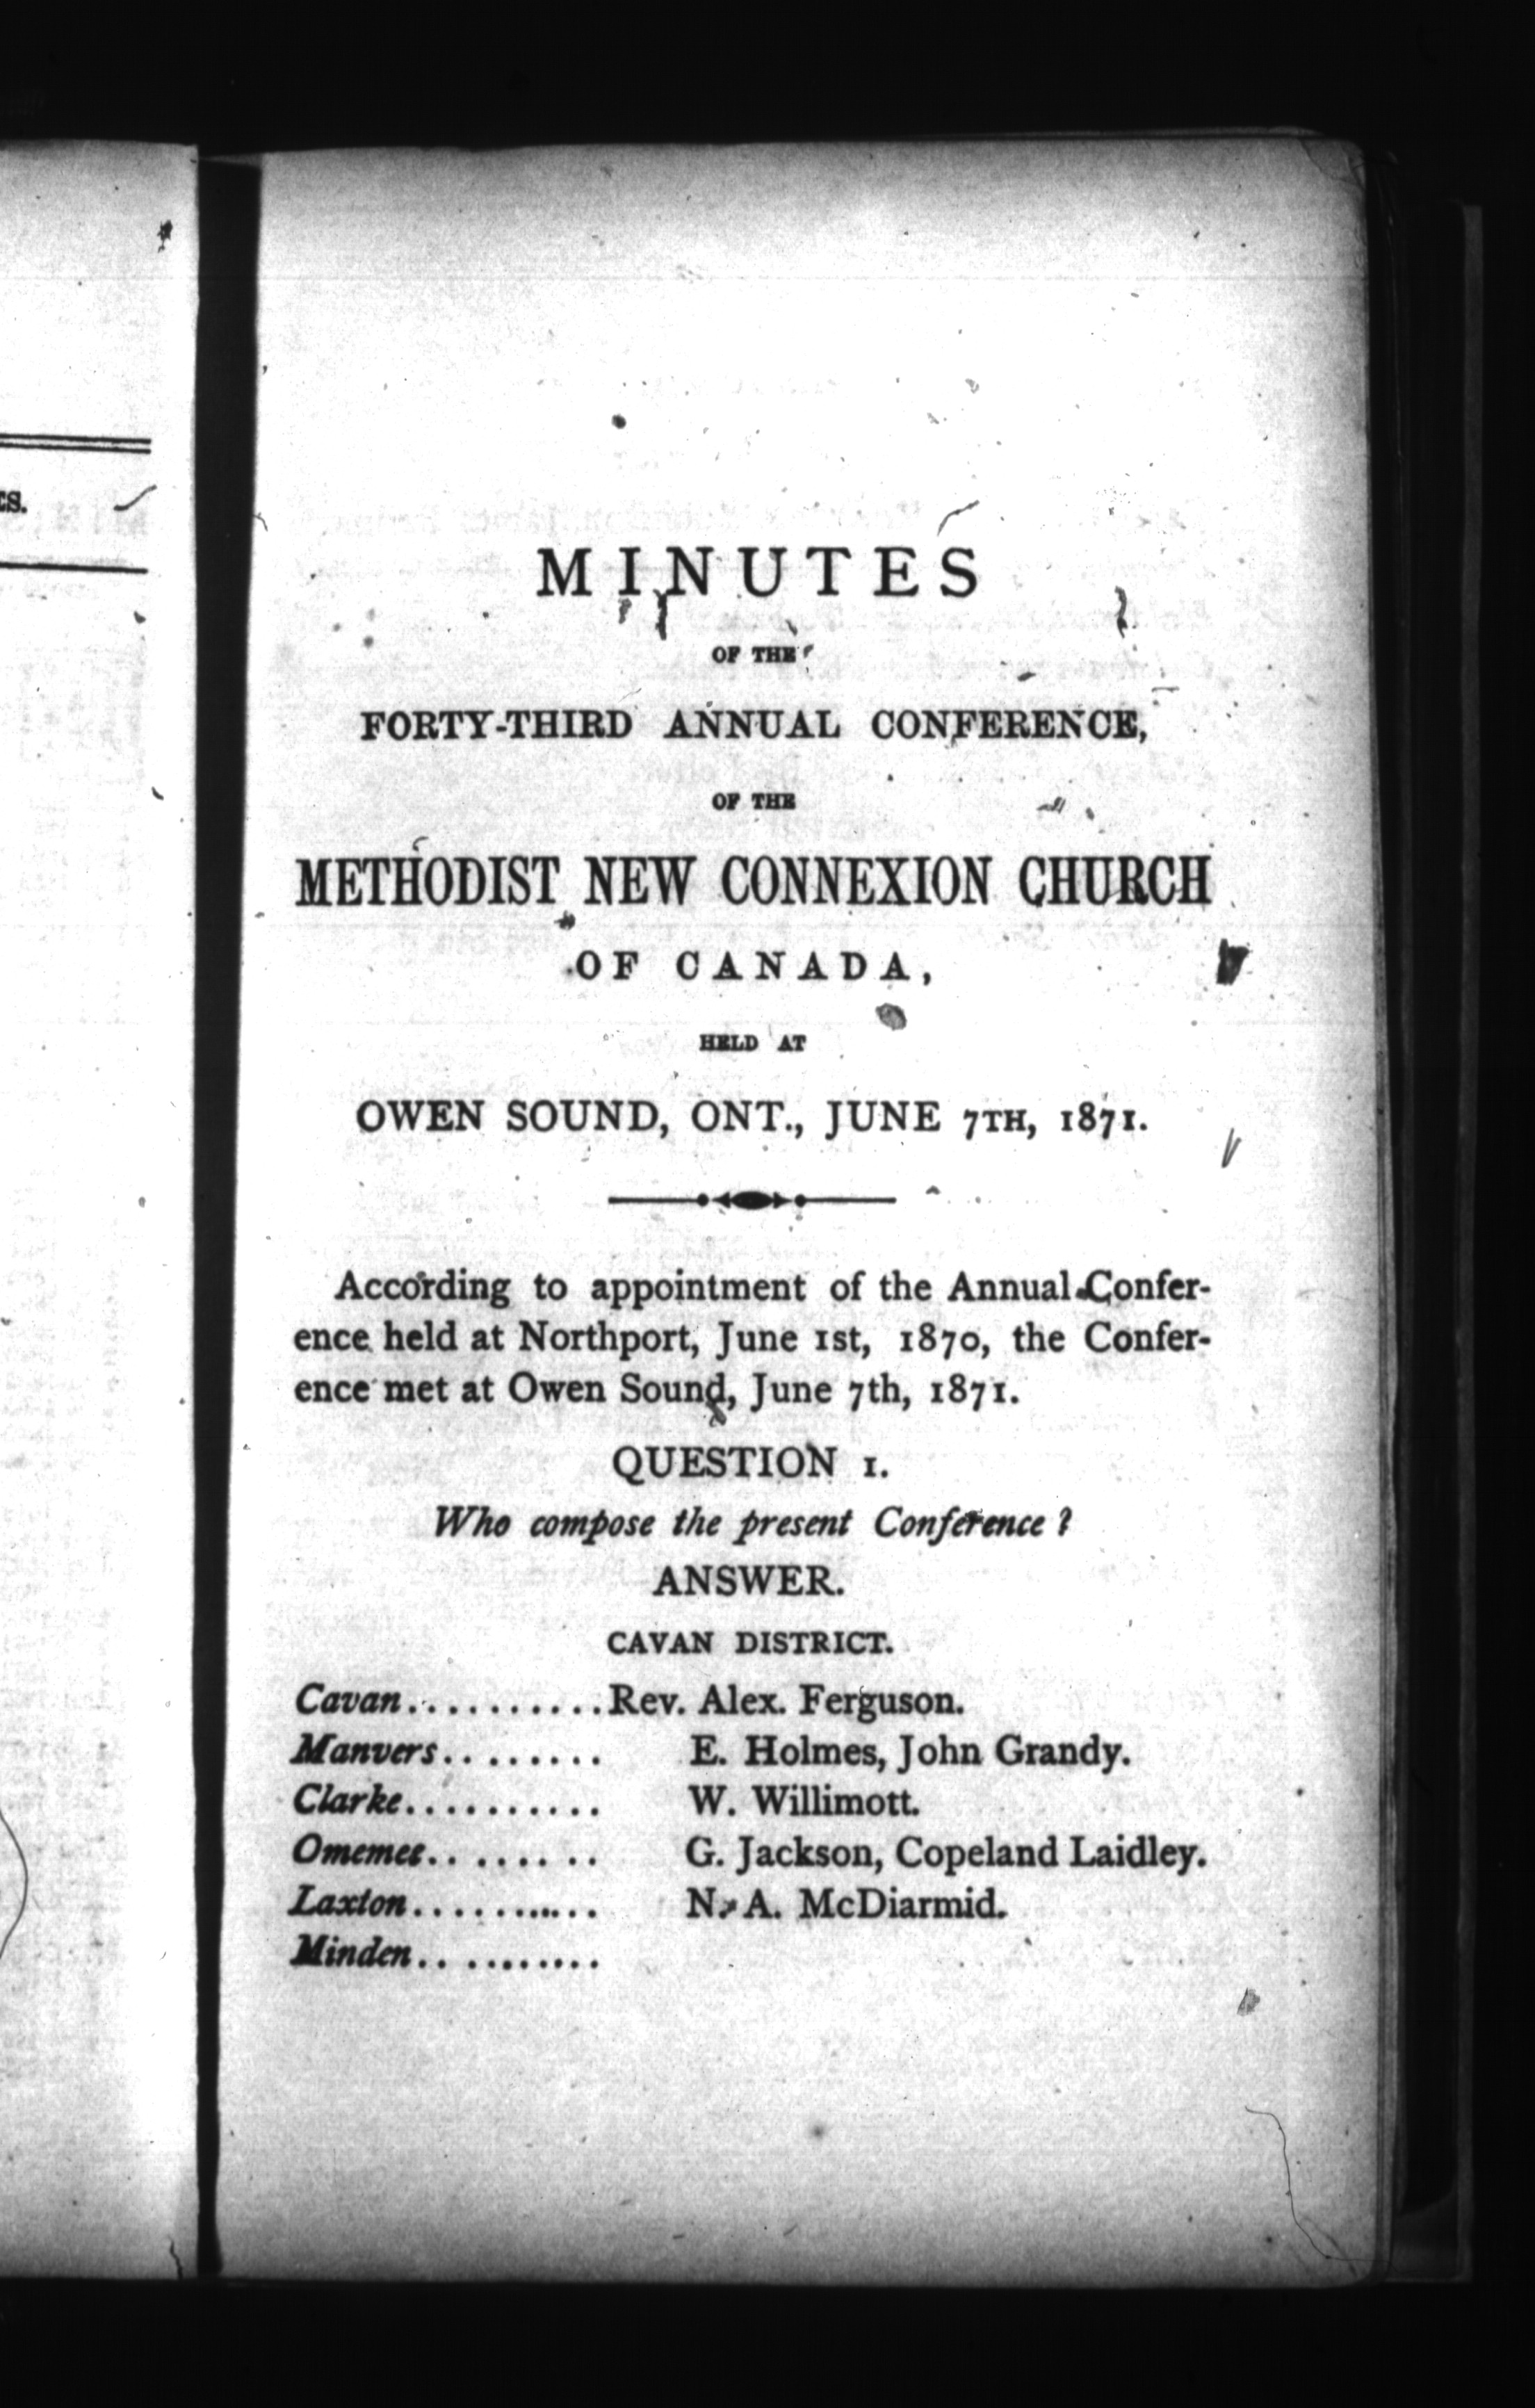 MINUTES
OF THE
FORTY-THIRD ANNUAL CONFERENCE,
OF THE
METHODIST NEW CONNEXION CHURCH
OF CANADA,
HELD AT
OWEN SOUND, ONT., JUNE 7TH, 1871.
According to appointment of the Annual Confer-
ence held at Northport, June 1st, 1870, the Confer-
ence met at Owen Sound, June 7th, 1871.
QUESTION 1.
Who compose the present Conference?
ANSWER.
CAVAN DISTRICT.
Cavan..........Rev. Alex. Ferguson.
Manvers........ E. Holmes, John Grandy.
Clarke.......... W. Willimott.
Omemee........ G. Jackson, Copeland Laidley.
Laxton.......... N. A. McDiarmid.
Minden..........